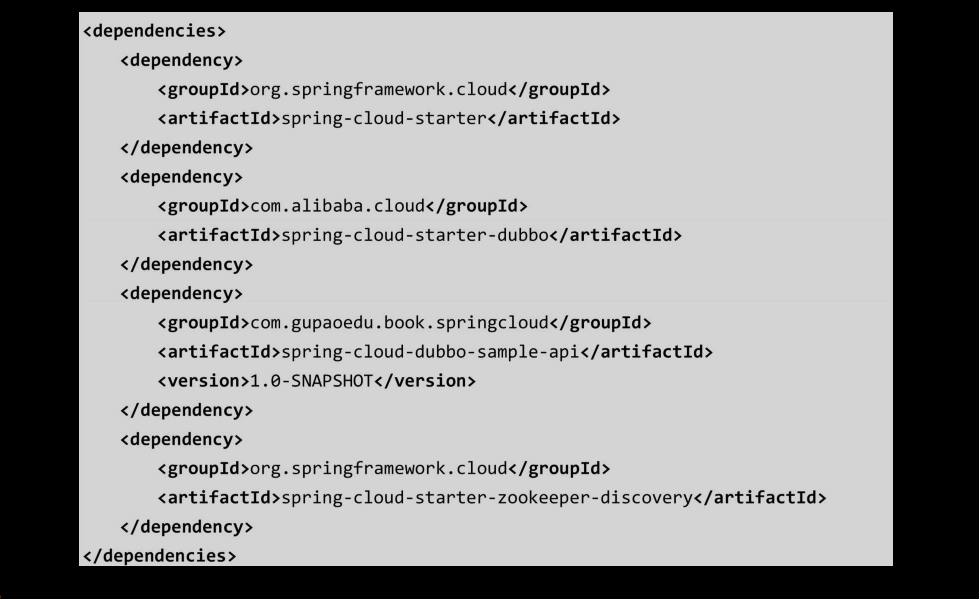 <dependencies>
    <dependency>
        <groupId>org.springframework.cloud</groupId>
        <artifactId>spring-cloud-starter</artifactId>
    </dependency>
    <dependency>
        <groupId>com.alibaba.cloud</groupId>
        <artifactId>spring-cloud-starter-dubbo</artifactId>
    </dependency>
    <dependency>
        <groupId>com.gupaoedu.book.springcloud</groupId>
        <artifactId>spring-cloud-dubbo-sample-api</artifactId>
        <version>1.0-SNAPSHOT</version>
    </dependency>
    <dependency>
        <groupId>org.springframework.cloud</groupId>
        <artifactId>spring-cloud-starter-zookeeper-discovery</artifactId>
    </dependency>
</dependencies>